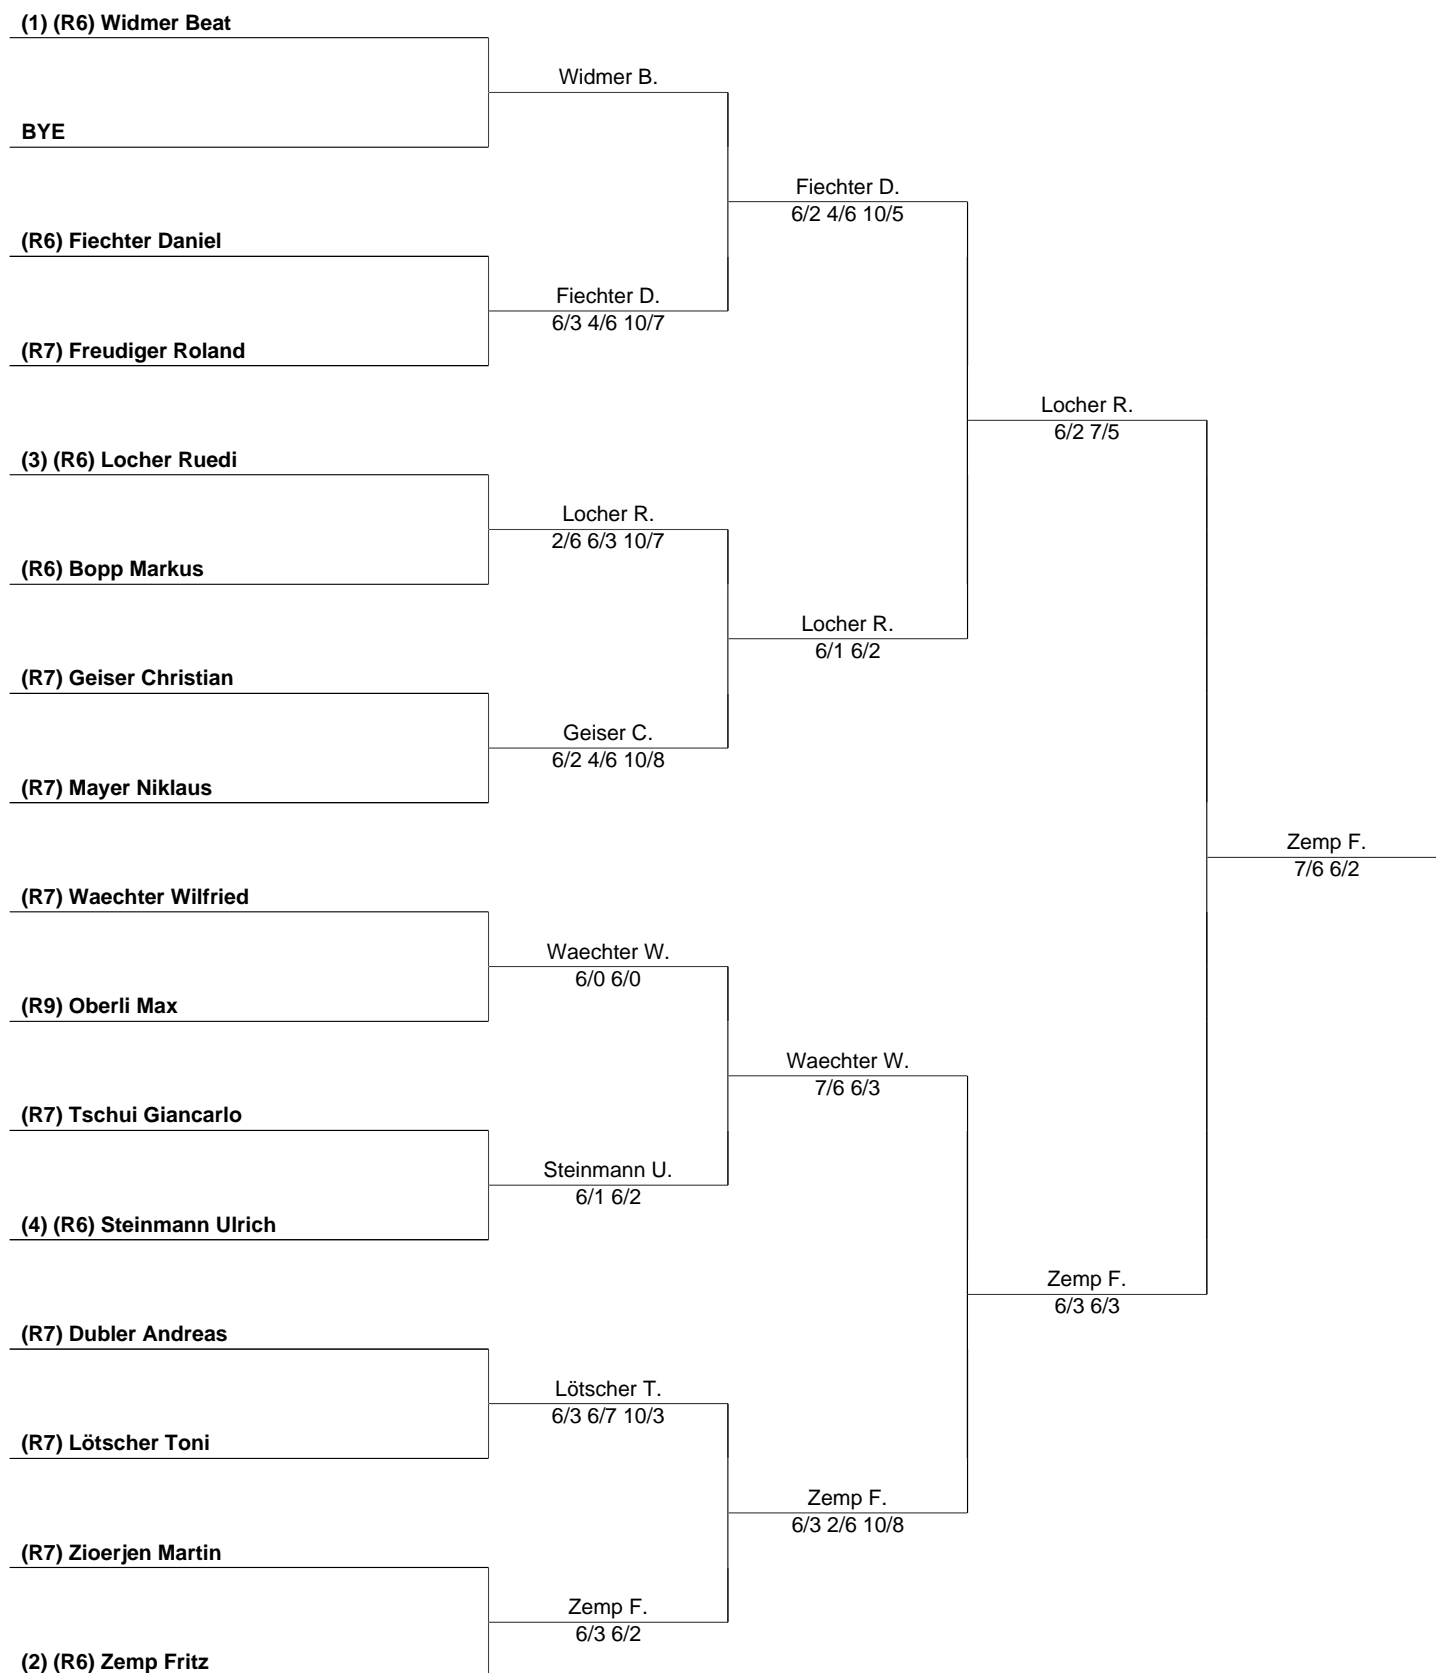 (1) (R6) Widmer Beat
Widmer B.
BYE
Fiechter D.
6/2 4/6 10/5
(R6) Fiechter Daniel
Fiechter D.
6/3 4/6 10/7
(R7) Freudiger Roland
Locher R.
6/2 7/5
(3) (R6) Locher Ruedi
Locher R.
2/6 6/3 10/7
(R6) Bopp Markus
Locher R.
6/1 6/2
(R7) Geiser Christian
Geiser C.
6/2 4/6 10/8
(R7) Mayer Niklaus
Zemp F.
7/6 6/2
(R7) Waechter Wilfried
Waechter W.
6/0 6/0
(R9) Oberli Max
Waechter W.
7/6 6/3
(R7) Tschui Giancarlo
Steinmann U.
6/1 6/2
(4) (R6) Steinmann Ulrich
Zemp F.
6/3 6/3
(R7) Dubler Andreas
Lötscher T.
6/3 6/7 10/3
(R7) Lötscher Toni
Zemp F.
6/3 2/6 10/8
(R7) Zioerjen Martin
Zemp F.
6/3 6/2
(2) (R6) Zemp Fritz